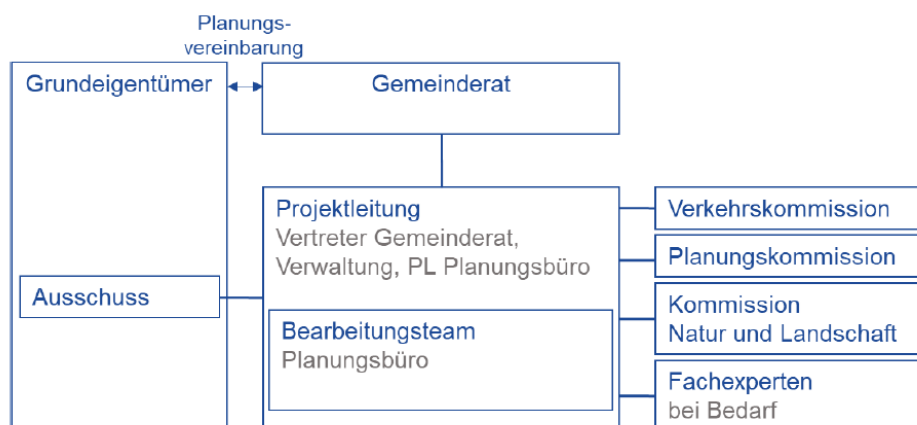 Planungs-
vereinbarung
Grundeigentümer
Gemeinderat
Projektleitung
Vertreter Gemeinderat,
Verwaltung, PL Planungsbüro
Ausschuss
Bearbeitungsteam
Planungsbüro
Verkehrskommission
Planungskommission
Kommission
Natur und Landschaft
Fachexperten
bei Bedarf